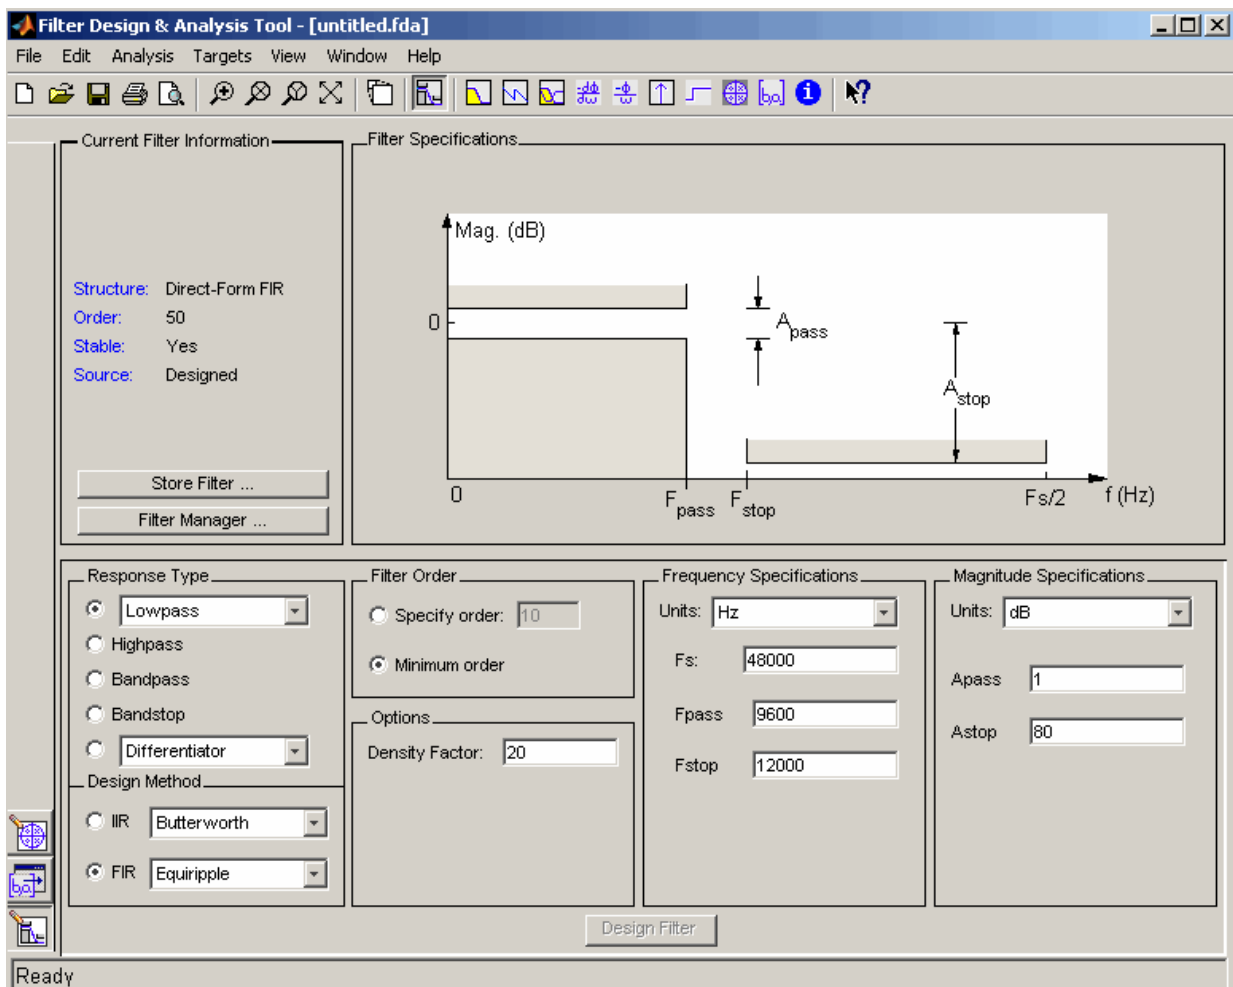 Filter Design & Analysis Tool - [untitled.fda]
File Edit Analysis Targets View Window Help
Current Filter Information
Structure: Direct-Form FIR
Order: 50
Stable: Yes
Source: Designed
Store Filter ...
Filter Manager ...
Filter Specifications
Mag. (dB)
0
Apass
Astop
0
Fpass
Fstop
Fs/2
f (Hz)
Response Type
Lowpass
Highpass
Bandpass
Bandstop
Differentiator
Design Method
IIR Butterworth
FIR Equiripple
Filter Order
Specify order: 10
Minimum order
Options
Density Factor: 20
Frequency Specifications
Units: Hz
Fs: 48000
Fpass 9600
Fstop 12000
Magnitude Specifications
Units: dB
Apass 1
Astop 80
Design Filter
Ready